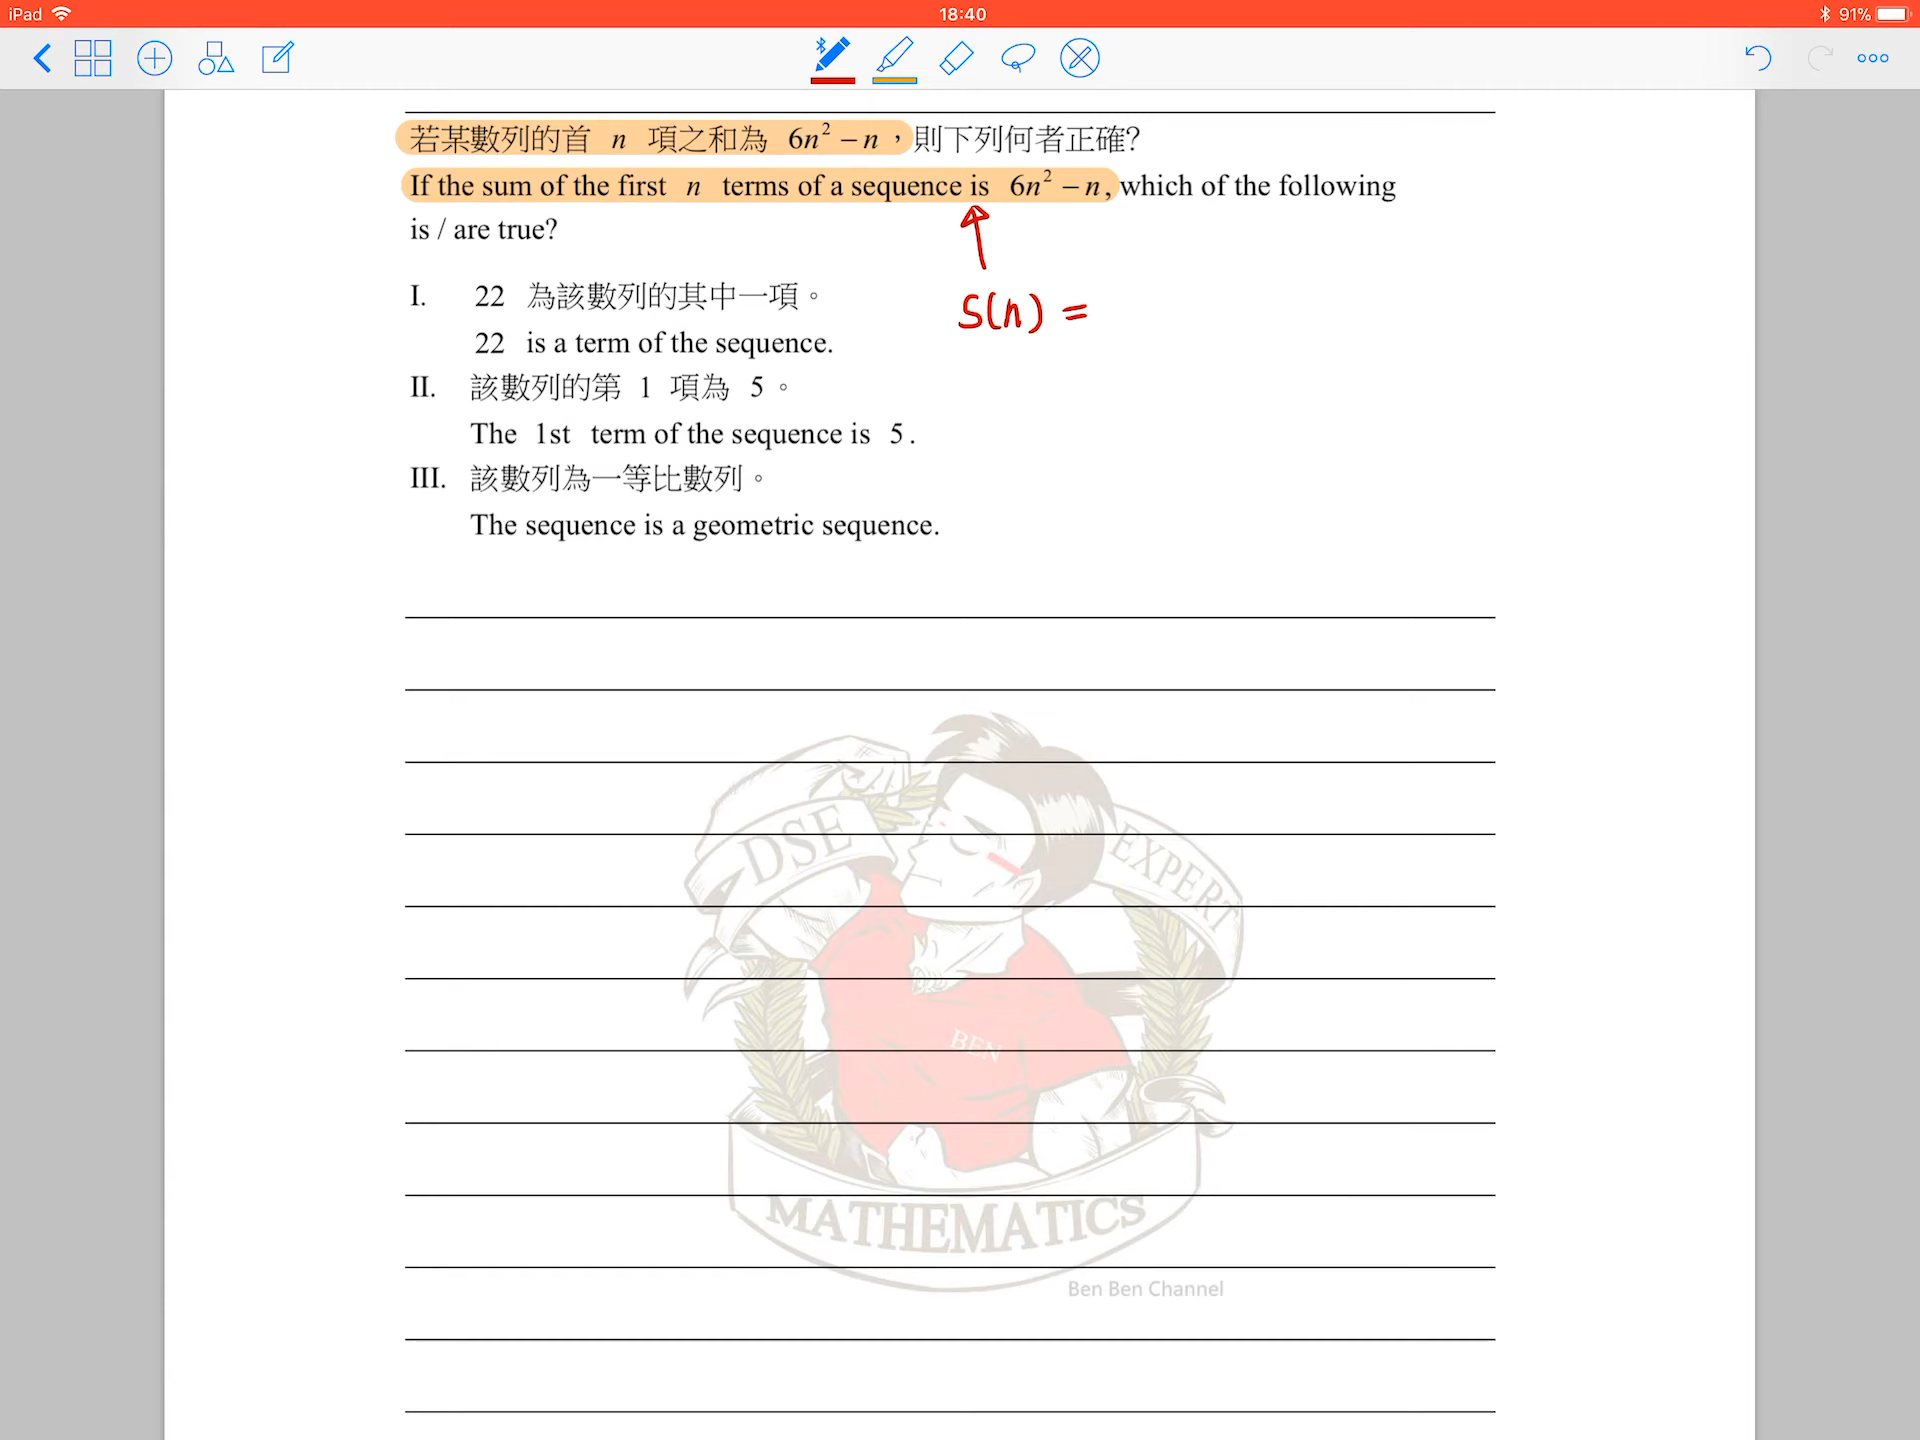 iPad 18:40 91%
若某數列的首 n 項之和為 6n² − n，則下列何者正確?
If the sum of the first n terms of a sequence is 6n² − n, which of the following
is / are true?
S(n) =
I. 22 為該數列的其中一項。
22 is a term of the sequence.
II. 該數列的第 1 項為 5。
The 1st term of the sequence is 5.
III. 該數列為一等比數列。
The sequence is a geometric sequence.
DSE EXPERT
BEN
MATHEMATICS
Ben Ben Channel